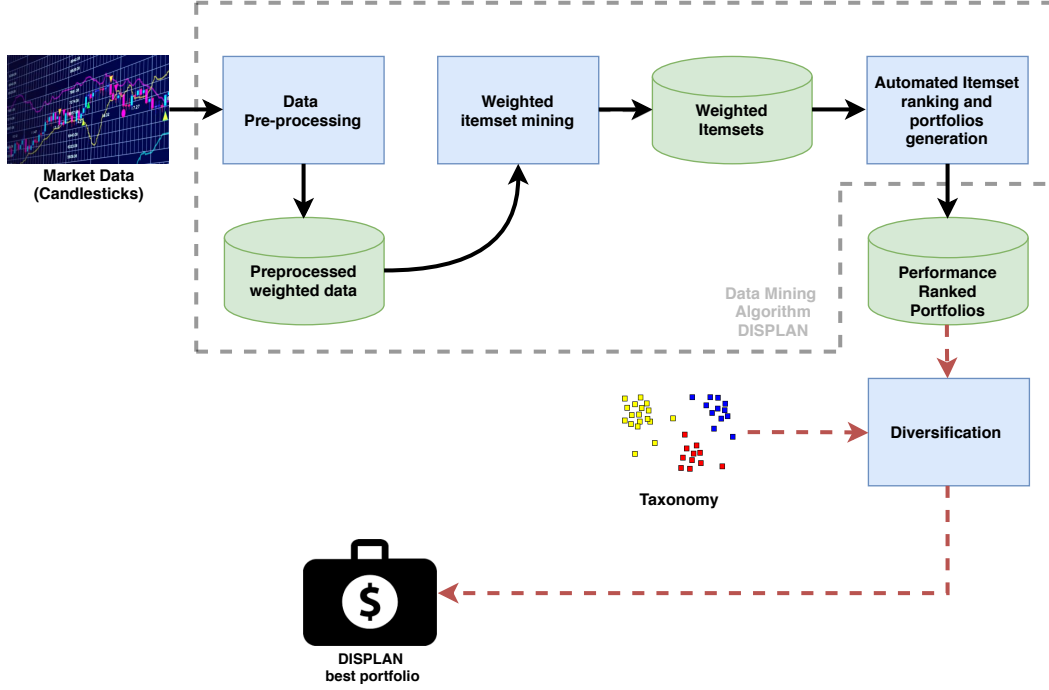 Data
Pre-processing
Weighted
itemset mining
Weighted
Itemsets
Automated Itemset
ranking and
portfolios
generation
Market Data
(Candlesticks)
Preprocessed
weighted data
Data Mining
Algorithm
DISPLAN
Performance
Ranked
Portfolios
Diversification
Taxonomy
$
DISPLAN
best portfolio